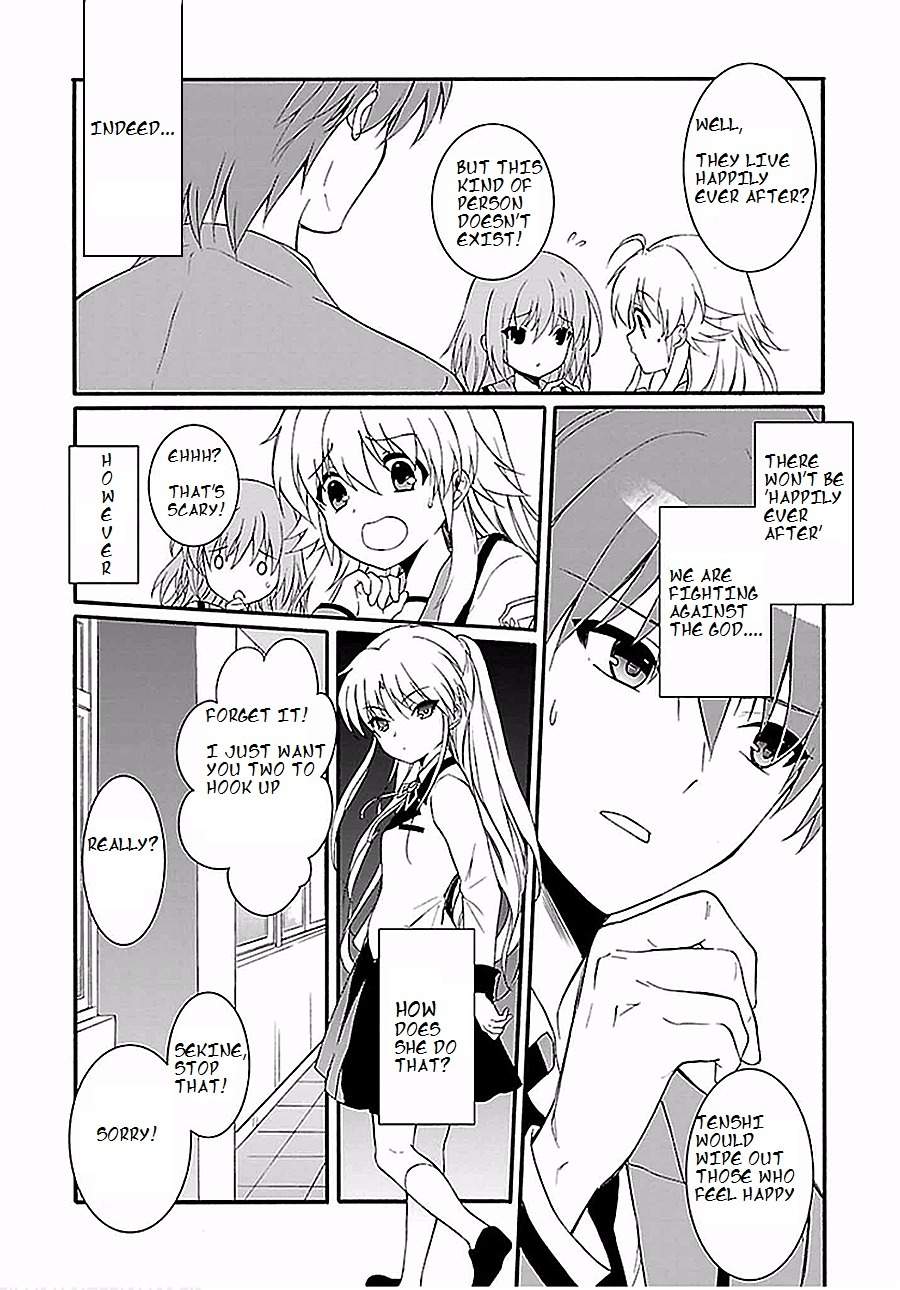 WELL,
THEY LIVE
HAPPILY
EVER AFTER?
BUT THIS
KIND OF
PERSON
DOESN'T
EXIST!
INDEED...
THERE
WON'T BE
'HAPPILY
EVER
AFTER'
WE ARE
FIGHTING
AGAINST
THE GOD....
EHHH?
THAT'S
SCARY!
HOWEVER
TENSHI
WOULD
WIPE OUT
THOSE WHO
FEEL HAPPY
HOW
DOES
SHE DO
THAT?
FORGET IT!
I JUST WANT
YOU TWO TO
HOOK UP
REALLY?
SEKINE,
STOP
THAT!
SORRY!